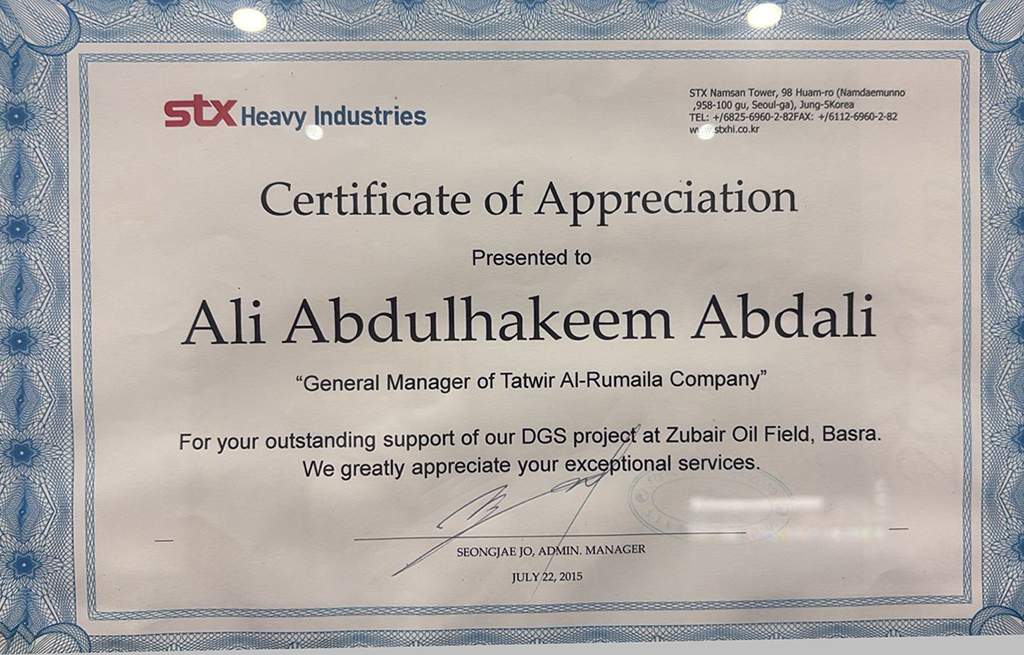 stx Heavy Industries
STX Namsan Tower, 98 Huam-ro (Namdaemunno
,958-100 gu, Seoul-ga), Jung-5Korea
TEL: +/6825-6960-2-82FAX: +/6112-6960-2-82
stxhi.co.kr
Certificate of Appreciation
Presented to
Ali Abdulhakeem Abdali
“General Manager of Tatwir Al-Rumaila Company”
For your outstanding support of our DGS project at Zubair Oil Field, Basra.
We greatly appreciate your exceptional services.
SEONGJAE JO, ADMIN. MANAGER
JULY 22, 2015